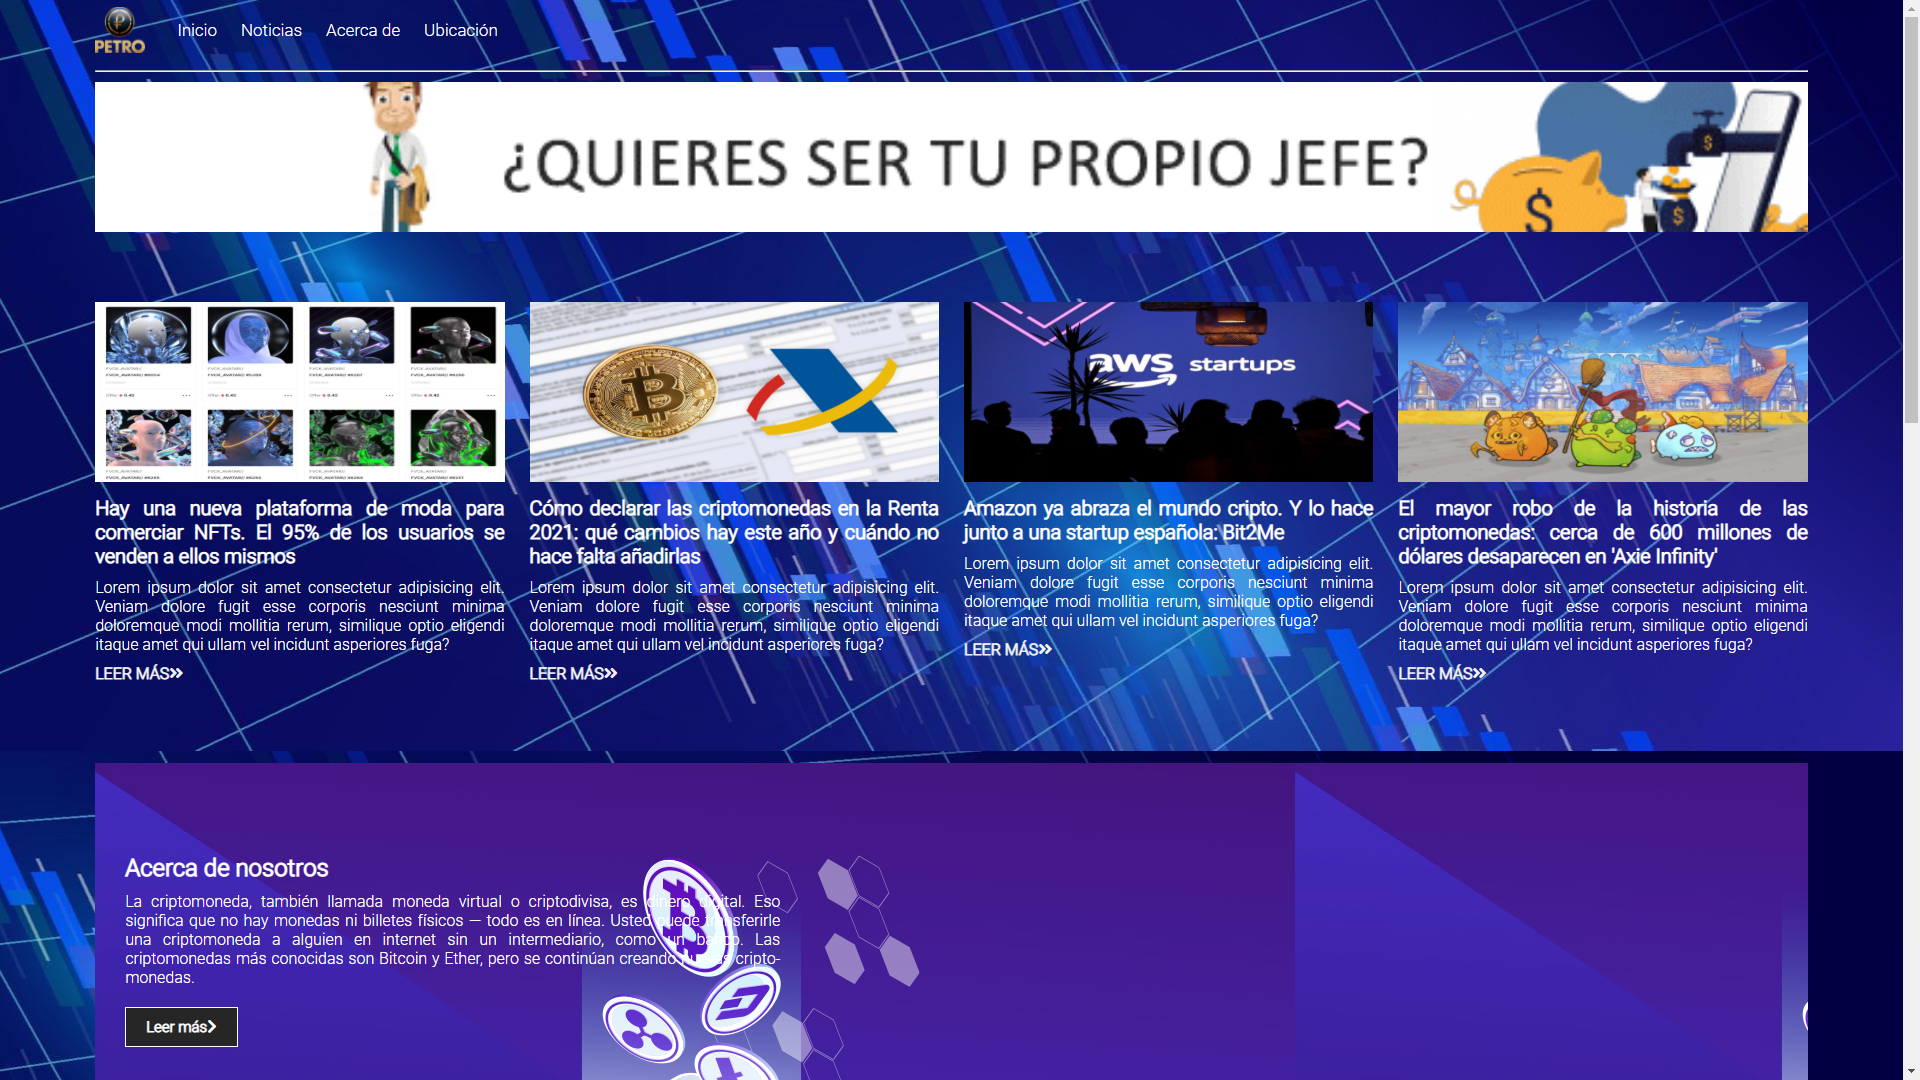 PETRO
Inicio
Noticias
Acerca de
Ubicación
¿QUIERES SER TU PROPIO JEFE?
aws startups
Hay una nueva plataforma de moda para
comerciar NFTs. El 95% de los usuarios se
venden a ellos mismos
Lorem ipsum dolor sit amet consectetur adipisicing elit.
Veniam dolore fugit esse corporis nesciunt minima
doloremque modi mollitia rerum, similique optio eligendi
itaque amet qui ullam vel incidunt asperiores fuga?
LEER MÁS
Cómo declarar las criptomonedas en la Renta
2021: qué cambios hay este año y cuándo no
hace falta añadirlas
Lorem ipsum dolor sit amet consectetur adipisicing elit.
Veniam dolore fugit esse corporis nesciunt minima
doloremque modi mollitia rerum, similique optio eligendi
itaque amet qui ullam vel incidunt asperiores fuga?
LEER MÁS
Amazon ya abraza el mundo cripto. Y lo hace
junto a una startup española: Bit2Me
Lorem ipsum dolor sit amet consectetur adipisicing elit.
Veniam dolore fugit esse corporis nesciunt minima
doloremque modi mollitia rerum, similique optio eligendi
itaque amet qui ullam vel incidunt asperiores fuga?
LEER MÁS
El mayor robo de la historia de las
criptomonedas: cerca de 600 millones de
dólares desaparecen en 'Axie Infinity'
Lorem ipsum dolor sit amet consectetur adipisicing elit.
Veniam dolore fugit esse corporis nesciunt minima
doloremque modi mollitia rerum, similique optio eligendi
itaque amet qui ullam vel incidunt asperiores fuga?
LEER MÁS
Acerca de nosotros
La criptomoneda, también llamada moneda virtual o criptodivisa, es dinero digital. Eso
significa que no hay monedas ni billetes físicos — todo es en línea. Usted puede transferirle
una criptomoneda a alguien en internet sin un intermediario, como un banco. Las
criptomonedas más conocidas son Bitcoin y Ether, pero se continúan creando nuevas cripto-
monedas.
Leer más